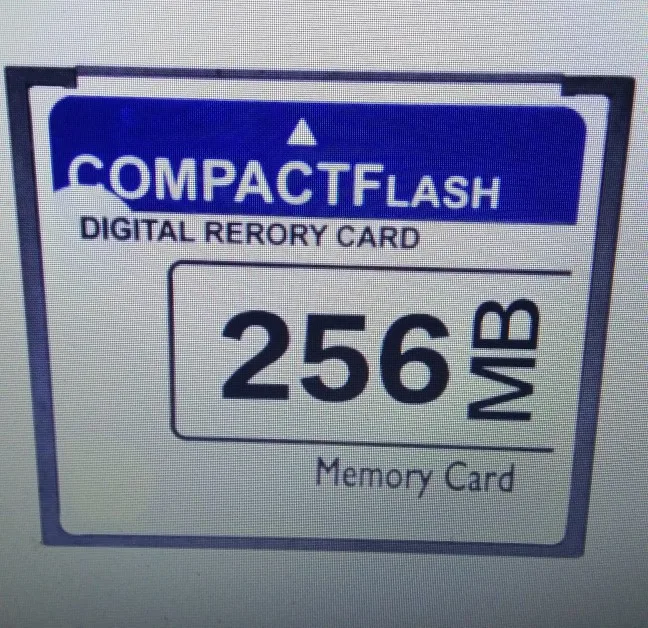 COMPACTFLASH
DIGITAL RERORY CARD
256 MB
Memory Card